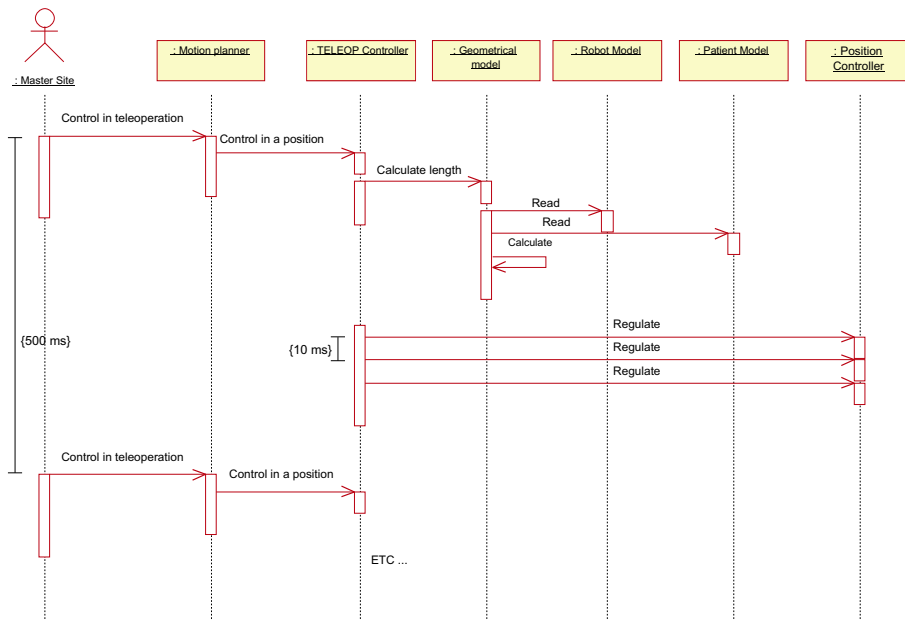 : Master Site
: Motion planner
: TELEOP Controller
: Geometrical
model
: Robot Model
: Patient Model
: Position
Controller
Control in teleoperation
Control in a position
Calculate length
Read
Read
Calculate
Regulate
{500 ms}
{10 ms}
Regulate
Regulate
Control in teleoperation
Control in a position
ETC ...